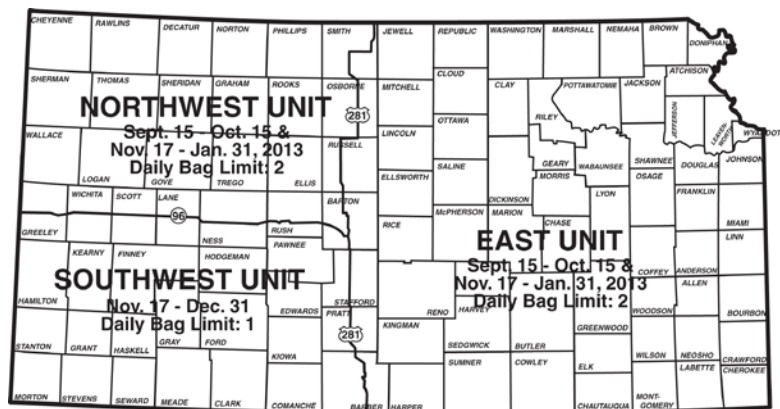 CHEYENNE RAWLINS DECATUR NORTON PHILLIPS SMITH JEWELL REPUBLIC WASHINGTON MARSHALL NEMAHA BROWN
DONIPHAN
ATCHISON
CLOUD
SHERMAN THOMAS SHERIDAN GRAHAM ROOKS OSBORNE MITCHELL CLAY POTTAWATOMIE JACKSON
NORTHWEST UNIT
281
OTTAWA RILEY JEFFERSON LEAVENWORTH WYANDOT
Sept. 15 - Oct. 15 &
WALLACE LINCOLN
Nov. 17 - Jan. 31, 2013
RUSSELL
Daily Bag Limit: 2
LOGAN GOVE TREGO ELLIS ELLSWORTH SALINE GEARY WABAUNSEE SHAWNEE DOUGLAS JOHNSON
MORRIS OSAGE
WICHITA SCOTT LANE BARTON DICKINSON LYON FRANKLIN
96
RICE McPHERSON MARION CHASE MIAMI
GREELEY NESS RUSH
PAWNEE
EAST UNIT
LINN
KEARNY FINNEY HODGEMAN
Sept. 15 - Oct. 15 &
SOUTHWEST UNIT
COFFEY ANDERSON
Nov. 17 - Jan. 31, 2013
ALLEN
HAMILTON
Nov. 17 - Dec. 31
STAFFORD
Daily Bag Limit: 2
EDWARDS PRATT RENO HARVEY WOODSON BOURBON
Daily Bag Limit: 1
281
KINGMAN GREENWOOD
STANTON GRANT HASKELL GRAY FORD SEDGWICK BUTLER WILSON NEOSHO CRAWFORD
KIOWA SUMNER COWLEY ELK LABETTE CHEROKEE
MORTON STEVENS SEWARD MEADE CLARK COMANCHE BARBER HARPER CHAUTAUQUA MONT-
GOMERY